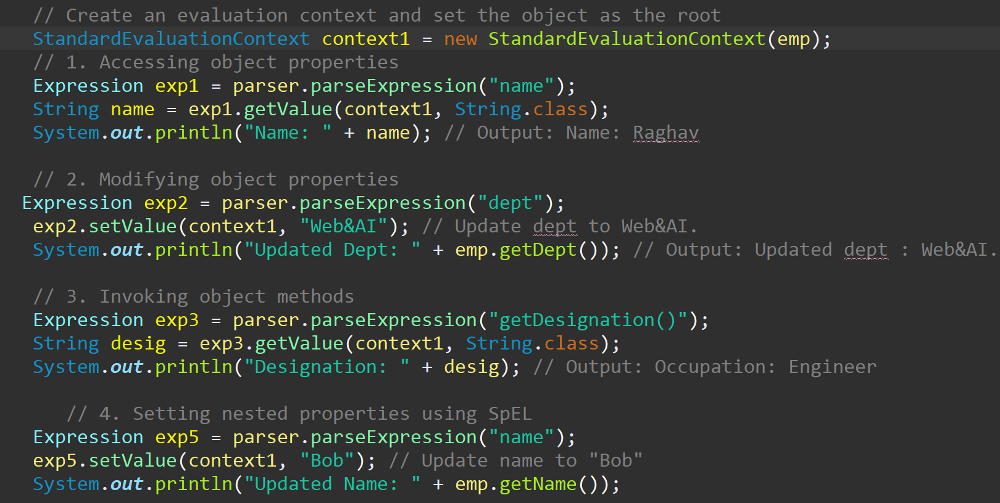 // Create an evaluation context and set the object as the root
StandardEvaluationContext context1 = new StandardEvaluationContext(emp);
// 1. Accessing object properties
Expression exp1 = parser.parseExpression("name");
String name = exp1.getValue(context1, String.class);
System.out.println("Name: " + name); // Output: Name: Raghav
// 2. Modifying object properties
Expression exp2 = parser.parseExpression("dept");
exp2.setValue(context1, "Web&AI"); // Update dept to Web&AI.
System.out.println("Updated Dept: " + emp.getDept()); // Output: Updated dept : Web&AI.
// 3. Invoking object methods
Expression exp3 = parser.parseExpression("getDesignation()");
String desig = exp3.getValue(context1, String.class);
System.out.println("Designation: " + desig); // Output: Occupation: Engineer
// 4. Setting nested properties using SpEL
Expression exp5 = parser.parseExpression("name");
exp5.setValue(context1, "Bob"); // Update name to "Bob"
System.out.println("Updated Name: " + emp.getName());